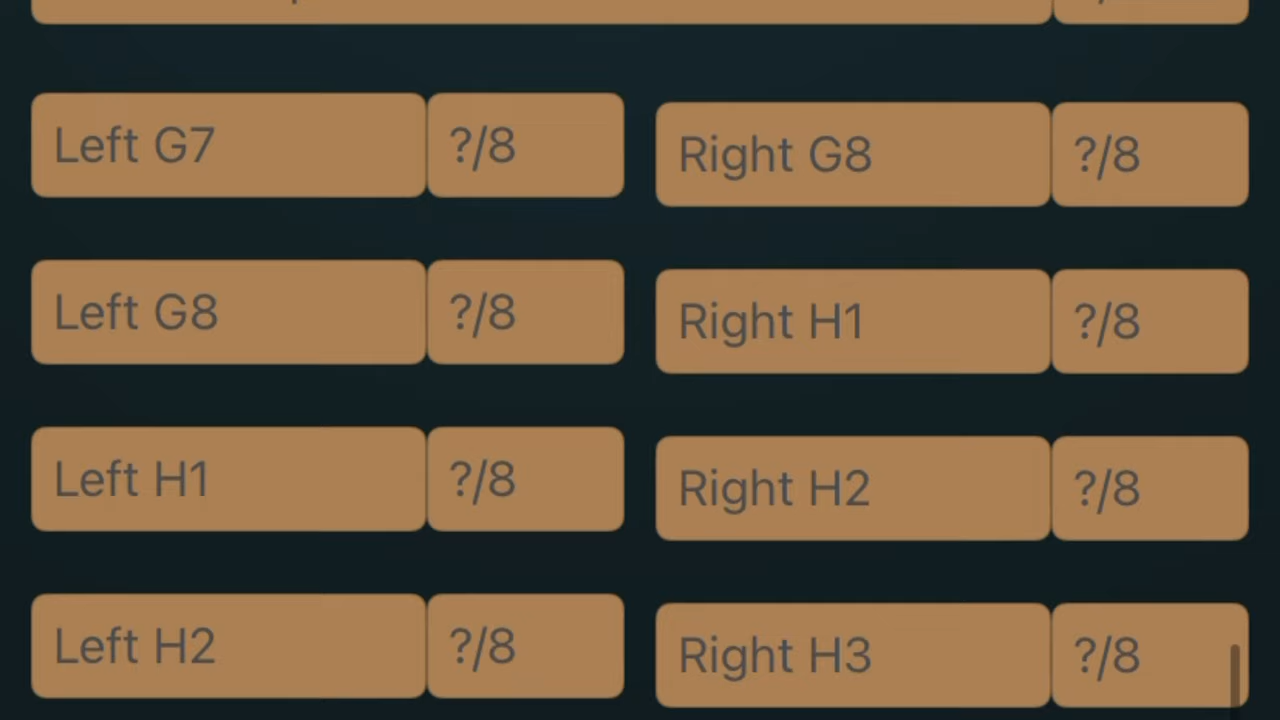 Left G7 ?/8
Right G8 ?/8
Left G8 ?/8
Right H1 ?/8
Left H1 ?/8
Right H2 ?/8
Left H2 ?/8
Right H3 ?/8